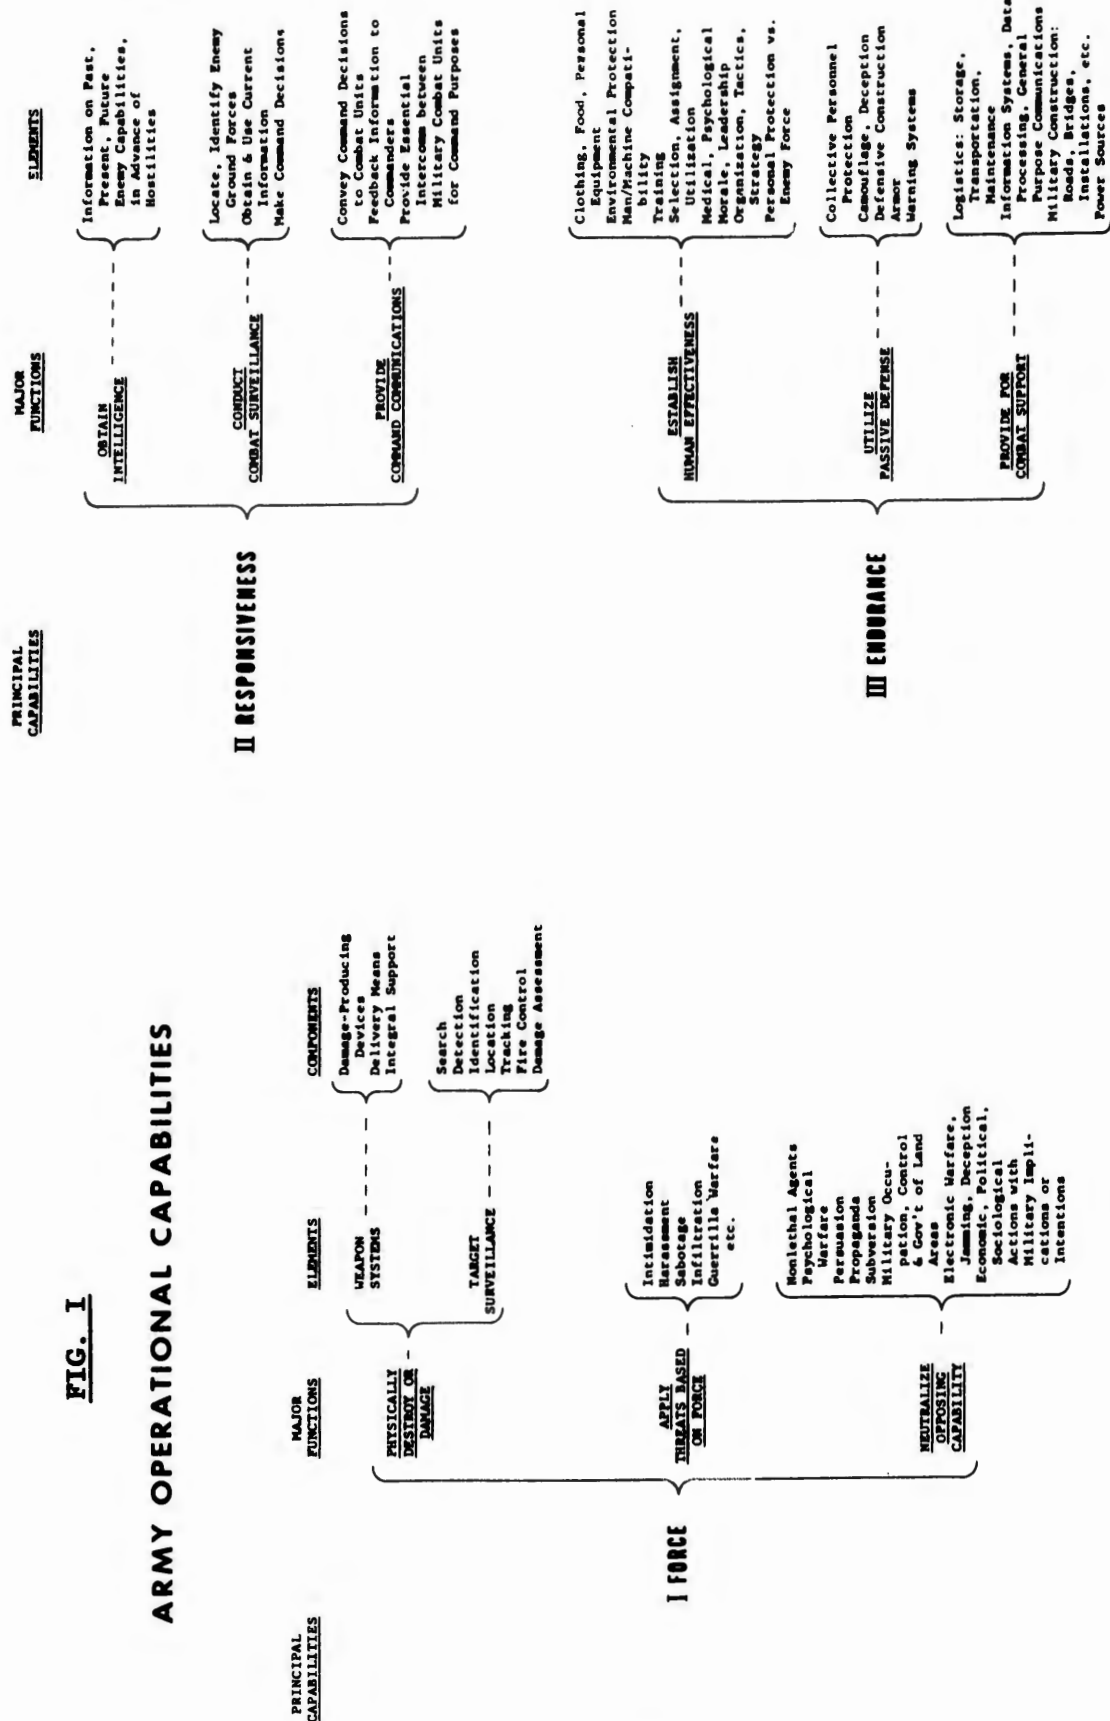 FIG. I
ARMY OPERATIONAL CAPABILITIES
PRINCIPAL
CAPABILITIES
MAJOR
FUNCTIONS
ELEMENTS
COMPONENTS
I FORCE
PHYSICALLY
DESTROY OR
DAMAGE
WEAPON
SYSTEMS
Damage-Producing
Devices
Delivery Means
Integral Support
TARGET
SURVEILLANCE
Search
Detection
Identification
Location
Tracking
Fire Control
Damage Assessment
APPLY
THREATS BASED
ON FORCE
Intimidation
Harassment
Sabotage
Infiltration
Guerrilla Warfare
etc.
NEUTRALIZE
OPPOSING
CAPABILITY
Nonlethal Agents
Psychological
Warfare
Persuasion
Propaganda
Subversion
Military Occu-
pation, Control
& Gov't of Land
Areas
Electronic Warfare,
Jamming, Deception
Economic, Political,
Sociological
Actions with
Military Impli-
cations or
Intentions
PRINCIPAL
CAPABILITIES
MAJOR
FUNCTIONS
ELEMENTS
II RESPONSIVENESS
OBTAIN
INTELLIGENCE
Information on Past,
Present, Future
Enemy Capabilities,
in Advance of
Hostilities
CONDUCT
COMBAT SURVEILLANCE
Locate, Identify Enemy
Ground Forces
Obtain & Use Current
Information
Make Command Decisions
PROVIDE
COMMAND COMMUNICATIONS
Convey Command Decisions
to Combat Units
Feedback Information to
Commanders
Provide Essential
Intercom between
Military Combat Units
for Command Purposes
III ENDURANCE
ESTABLISH
HUMAN EFFECTIVENESS
Clothing, Food, Personal
Equipment
Environmental Protection
Man/Machine Compati-
bility
Training
Selection, Assignment,
Utilization
Medical, Psychological
Morale, Leadership
Organization, Tactics,
Strategy
Personal Protection vs.
Enemy Force
UTILIZE
PASSIVE DEFENSE
Collective Personnel
Protection
Camouflage, Deception
Defensive Construction
Armor
Warning Systems
PROVIDE FOR
COMBAT SUPPORT
Logistics: Storage,
Transportation,
Maintenance
Information Systems, Data
Processing, General
Purpose Communications
Military Construction:
Roads, Bridges,
Installations, etc.
Power Sources